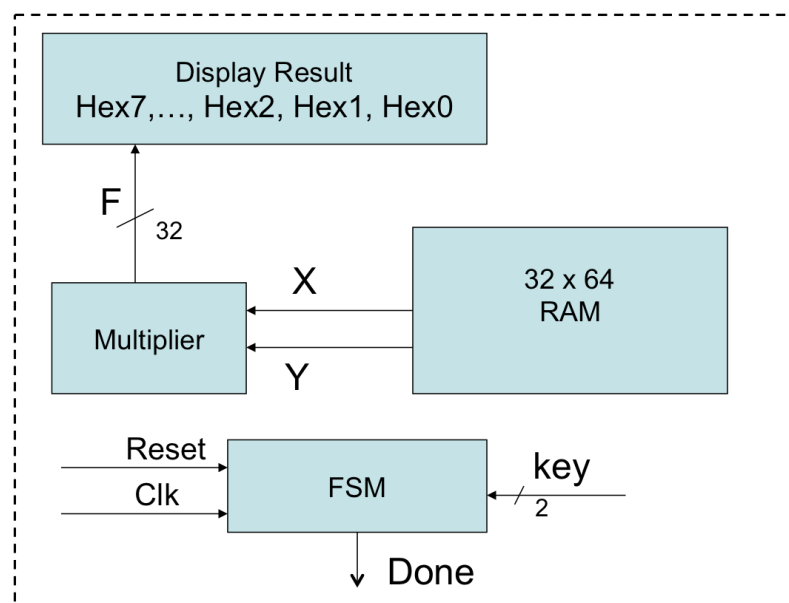 Display Result
Hex7,…, Hex2, Hex1, Hex0
F
32
X
32 x 64
RAM
Multiplier
Y
Reset
Clk
FSM
key
2
Done